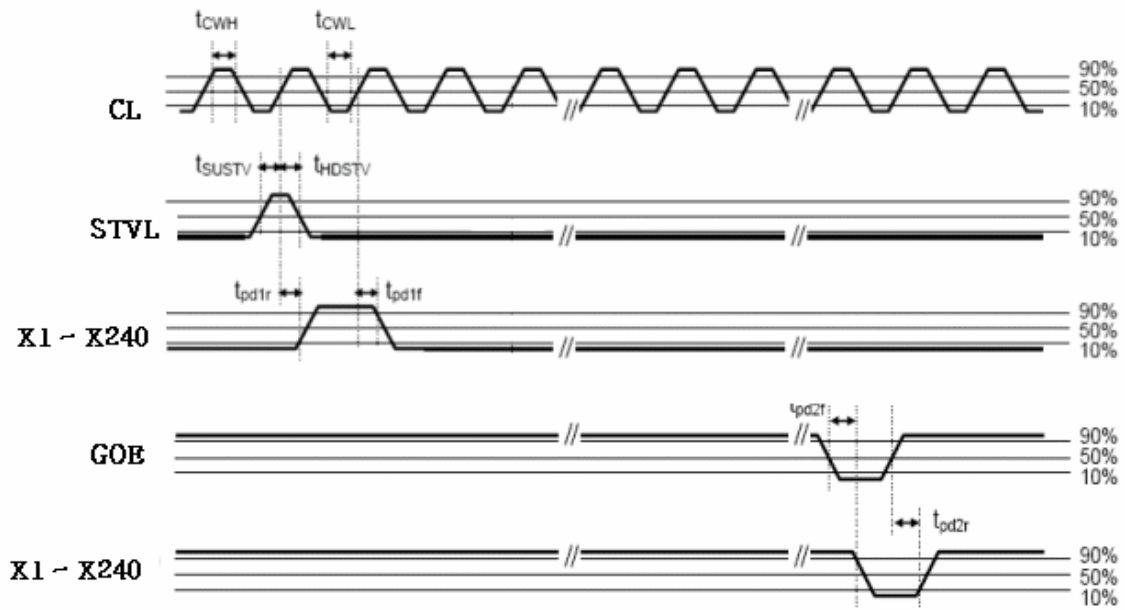 tCWH tCWL
CL 90%
50%
10%
tSUSTV tHDSTV
STVL 90%
50%
10%
tpd1r tpd1f
X1 - X240 90%
50%
10%
tpd2f
GOE 90%
50%
10%
tpd2r
X1 - X240 90%
50%
10%